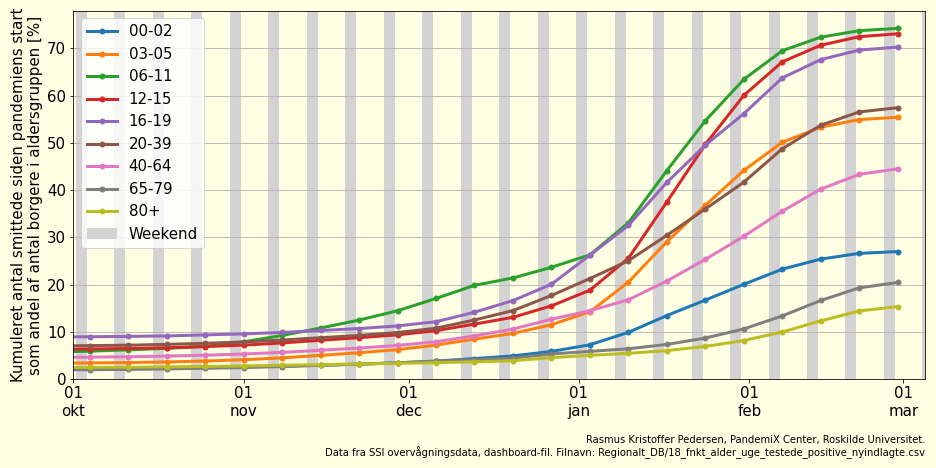 Kumuleret antal smittede siden pandemiens start
som andel af antal borgere i aldersgruppen [%]
70
60
50
40
30
20
10
0
00-02
03-05
06-11
12-15
16-19
20-39
40-64
65-79
80+
Weekend
01 okt
01 nov
01 dec
01 jan
01 feb
01 mar
Rasmus Kristoffer Pedersen, PandemiX Center, Roskilde Universitet.
Data fra SSI overvågningsdata, dashboard-fil. Filnavn: Regionalt_DB/18_fnkt_alder_uge_testede_positive_nyindlagte.csv